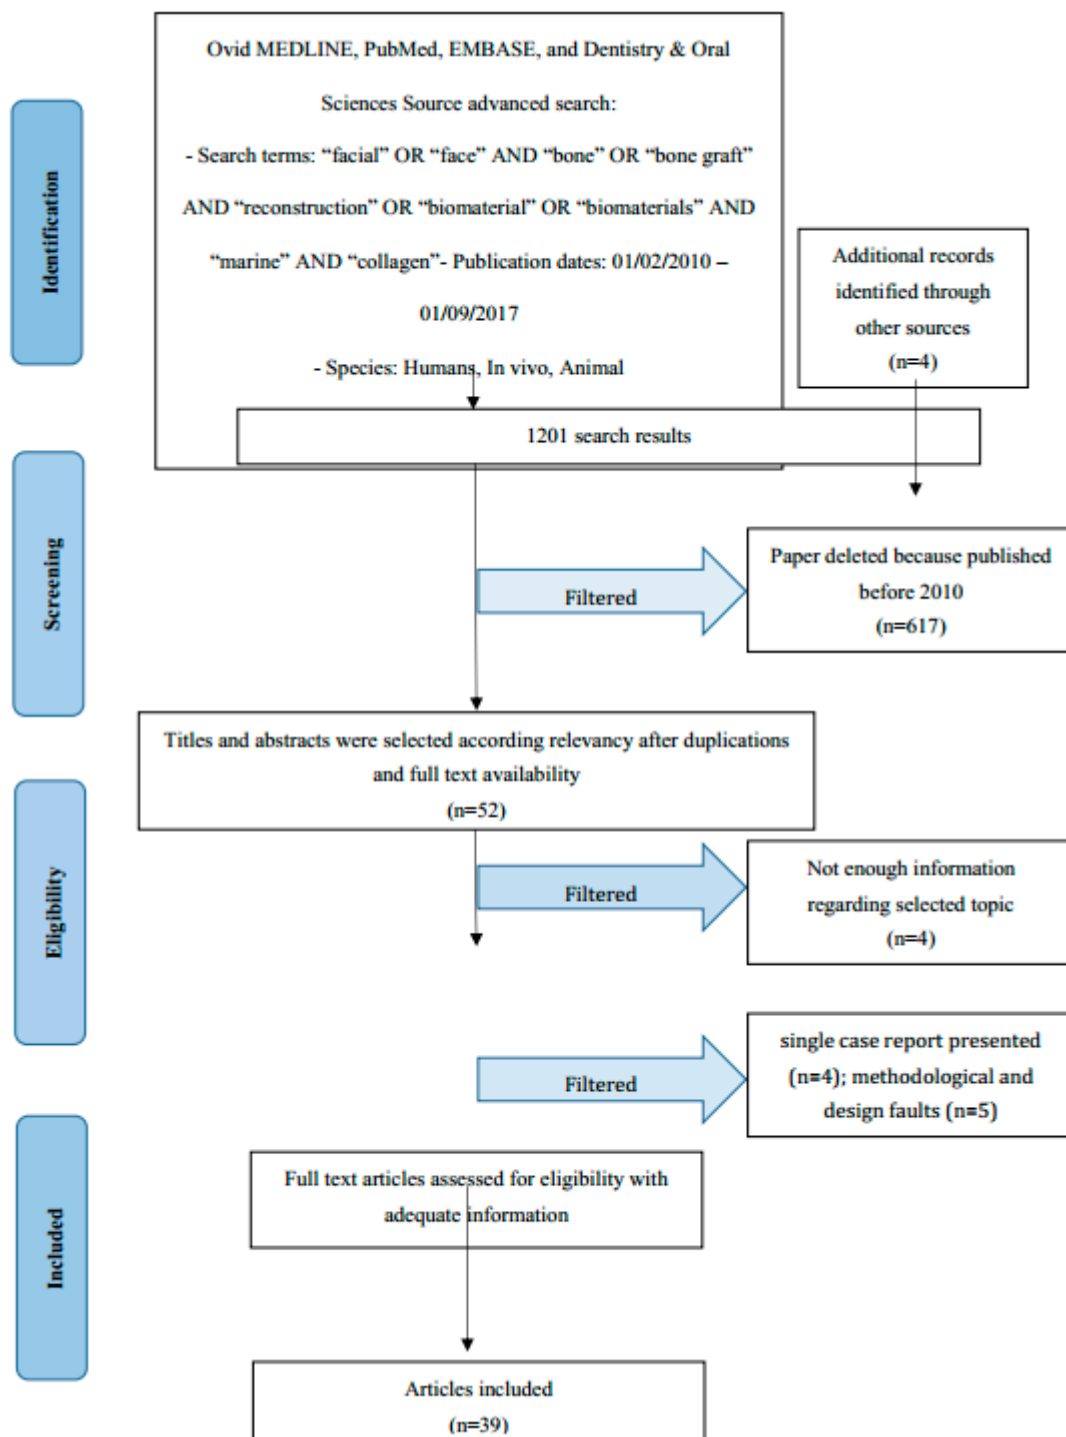 Identification
Ovid MEDLINE, PubMed, EMBASE, and Dentistry & Oral
Sciences Source advanced search:
- Search terms: “facial” OR “face” AND “bone” OR “bone graft”
AND “reconstruction” OR “biomaterial” OR “biomaterials” AND
“marine” AND “collagen”- Publication dates: 01/02/2010 –
01/09/2017
- Species: Humans, In vivo, Animal
Additional records
identified through
other sources
(n=4)
1201 search results
Screening
Filtered
Paper deleted because published
before 2010
(n=617)
Titles and abstracts were selected according relevancy after duplications
and full text availability
(n=52)
Eligibility
Filtered
Not enough information
regarding selected topic
(n=4)
Filtered
single case report presented
(n=4); methodological and
design faults (n=5)
Included
Full text articles assessed for eligibility with
adequate information
Articles included
(n=39)